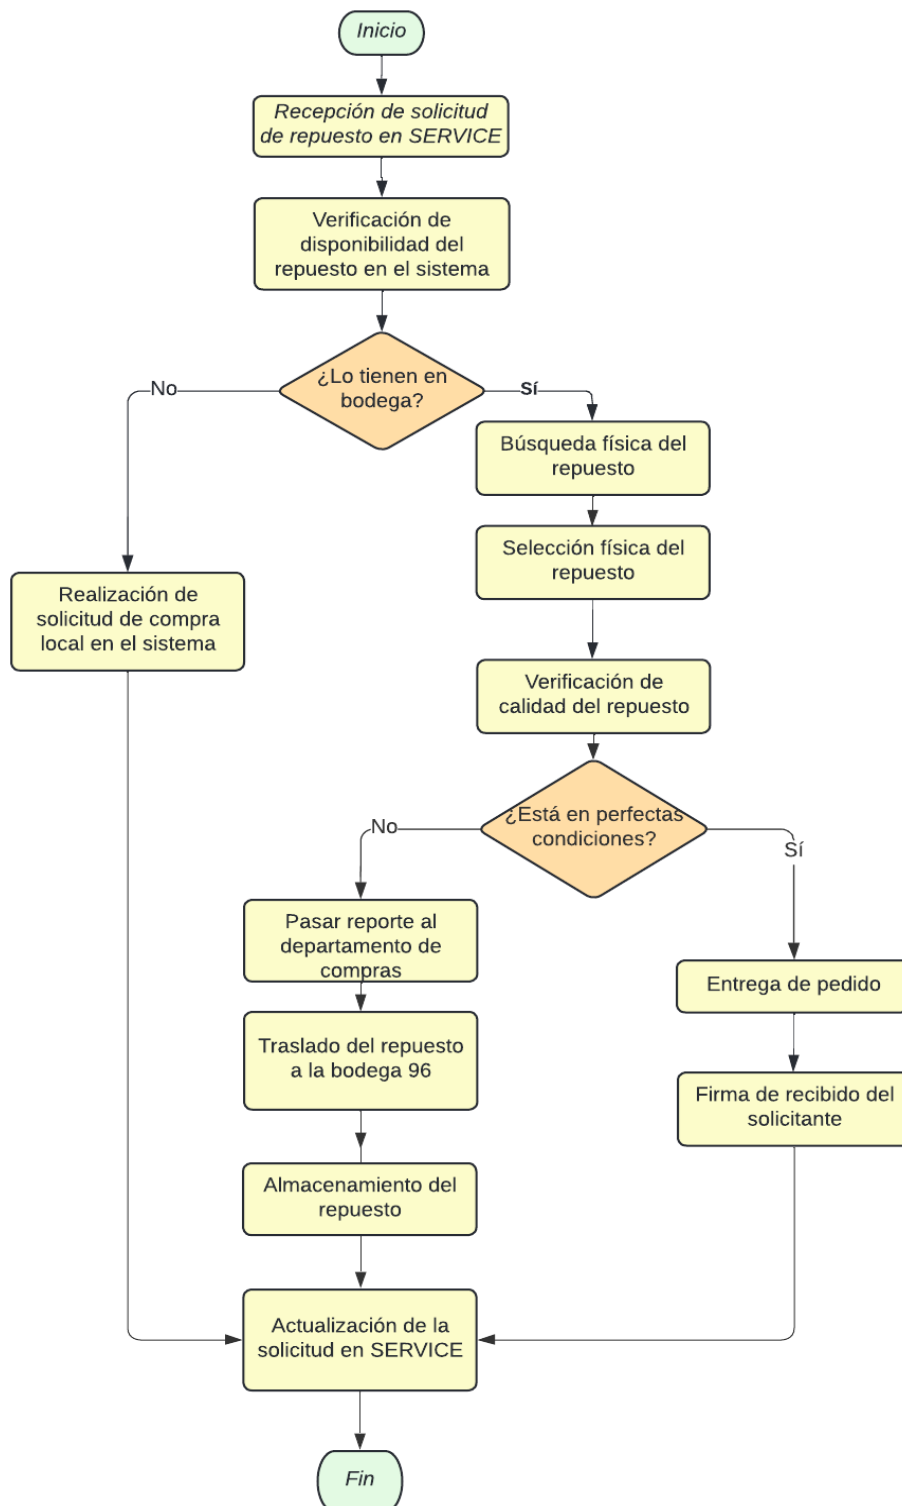 Inicio
Recepción de solicitud
de repuesto en SERVICE
Verificación de
disponibilidad del
repuesto en el sistema
¿Lo tienen en
bodega?
No
Sí
Búsqueda física del
repuesto
Selección física del
repuesto
Realización de
solicitud de compra
local en el sistema
Verificación de
calidad del repuesto
¿Está en perfectas
condiciones?
No
Sí
Pasar reporte al
departamento de
compras
Entrega de pedido
Traslado del repuesto
a la bodega 96
Firma de recibido del
solicitante
Almacenamiento del
repuesto
Actualización de la
solicitud en SERVICE
Fin